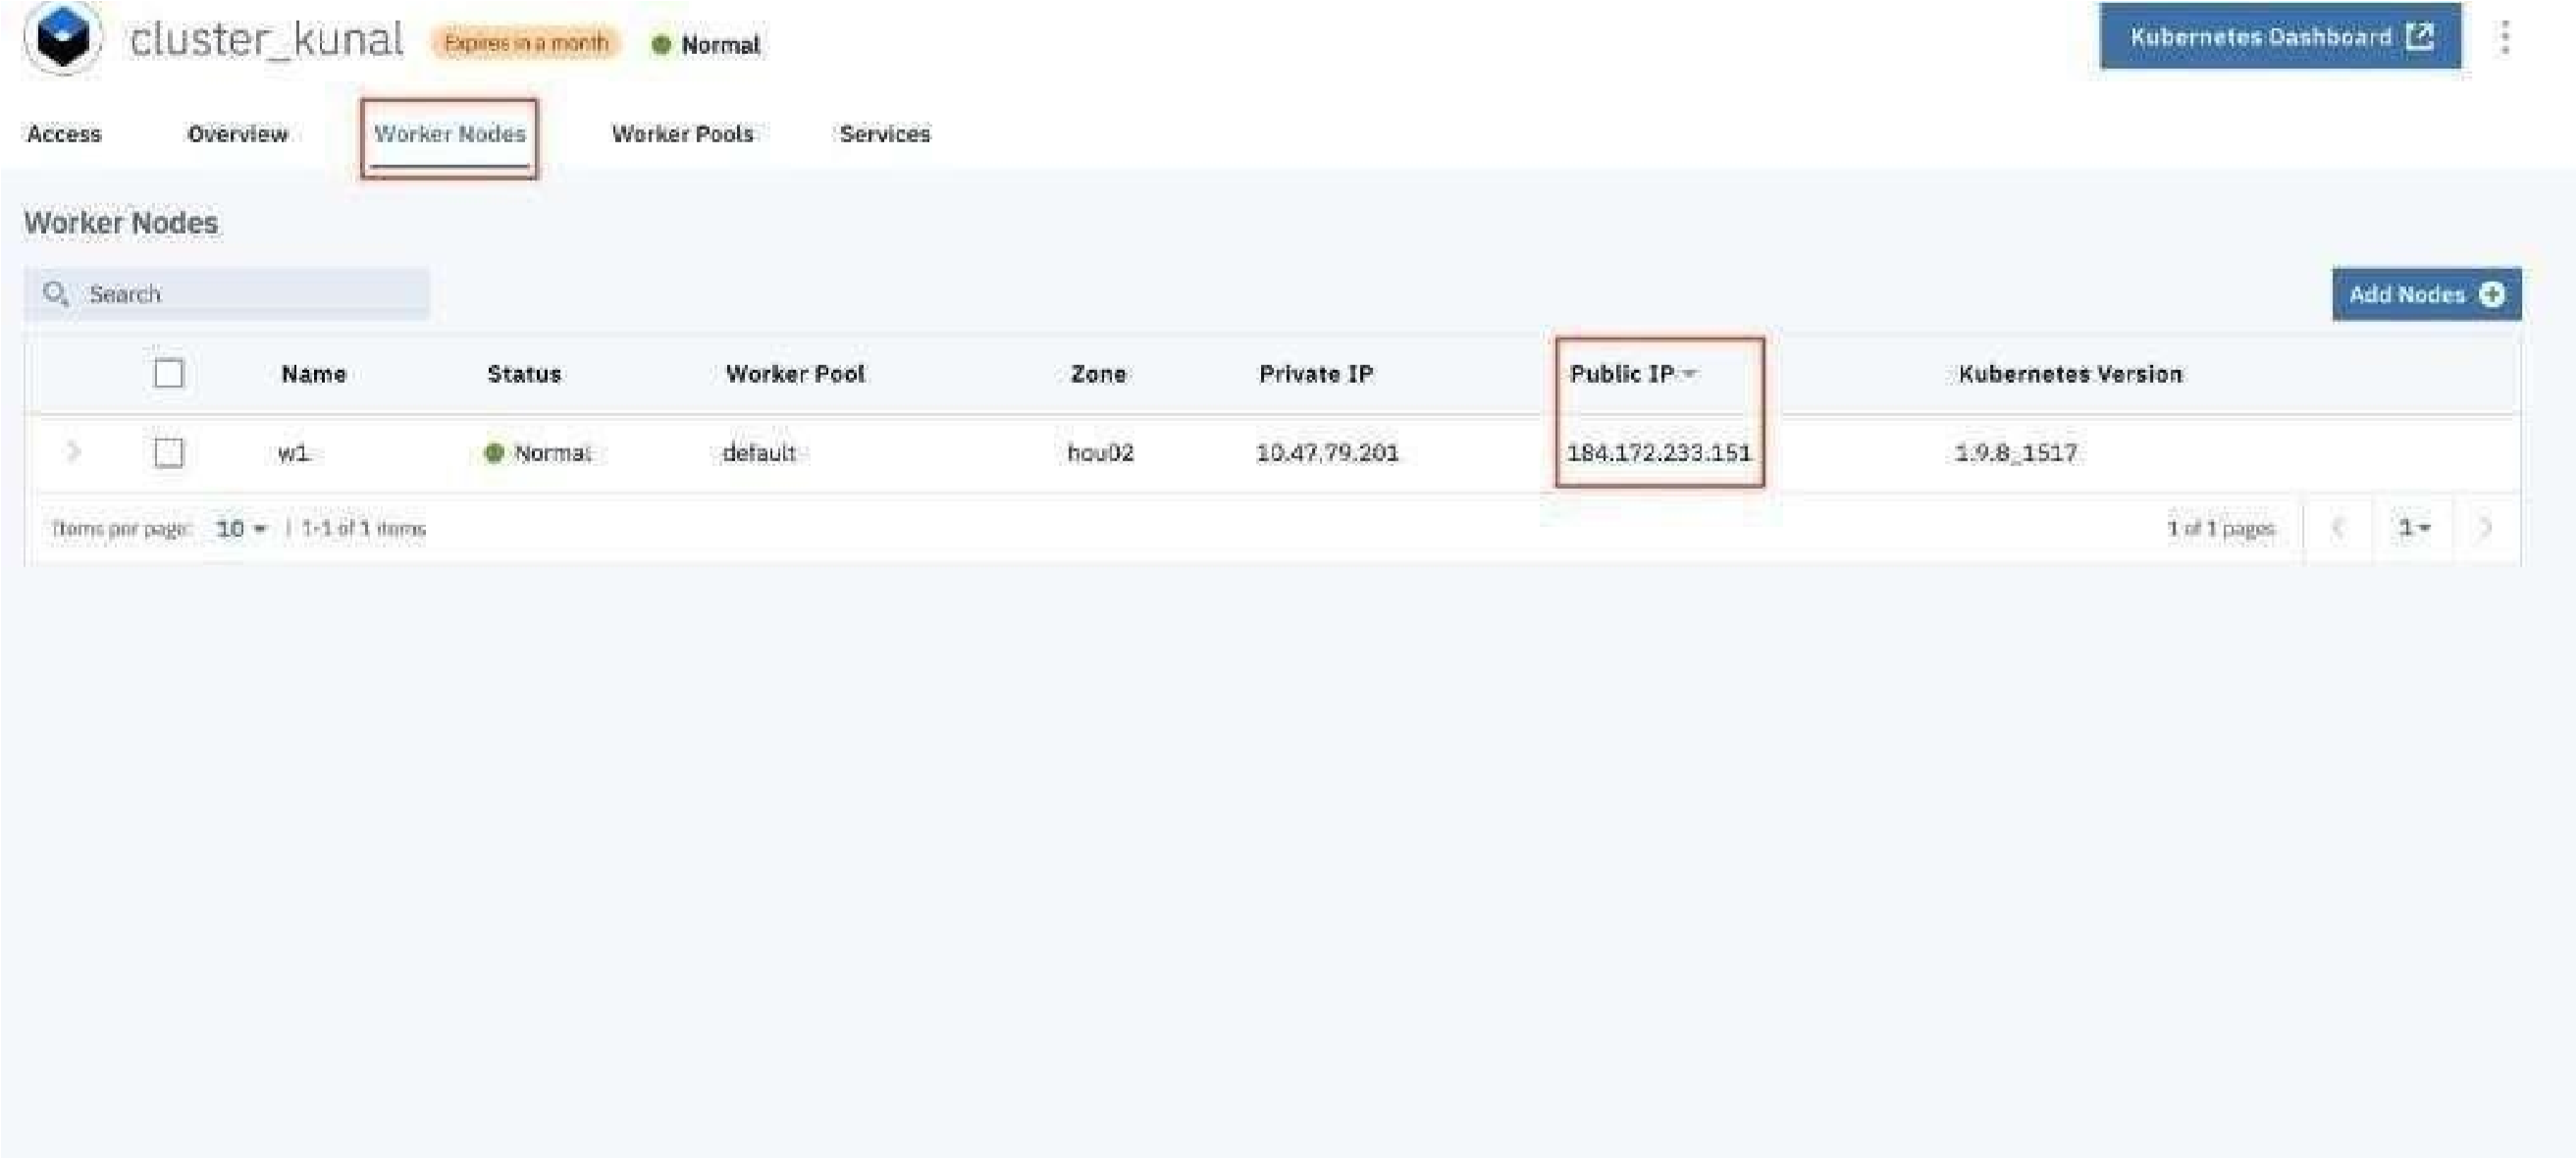 cluster_kunal Expires in a month Normal Kubernetes Dashboard
Access Overview Worker Nodes Worker Pools Services
Worker Nodes
Search Add Nodes
Name Status Worker Pool Zone Private IP Public IP Kubernetes Version
w1 Normal default hou02 10.47.79.201 184.172.233.151 1.9.8_1517
Items per page: 10 | 1-1 of 1 items 1 of 1 pages 1